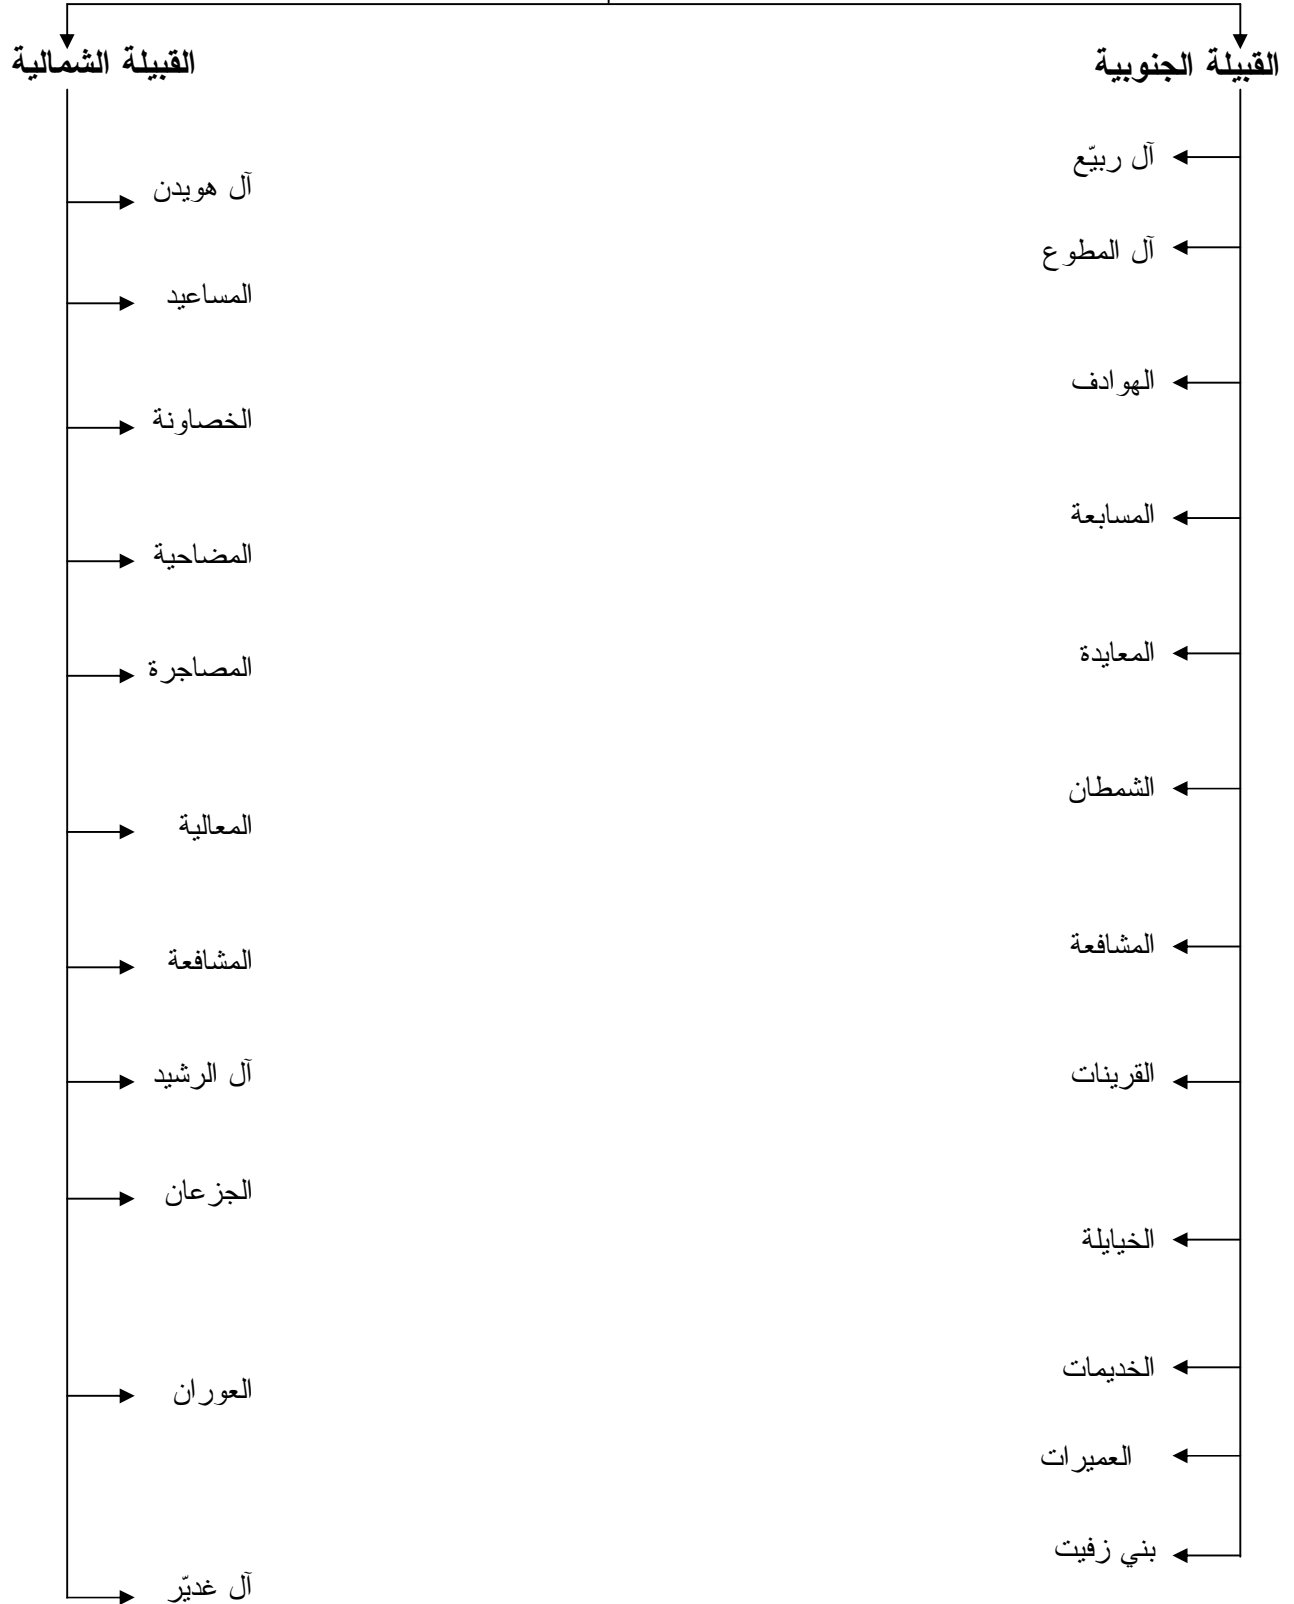 القبيلة الجنوبية
آل ربيّع
آل المطوع
الهوادف
المسابعة
المعايدة
الشمطان
المشافعة
القرينات
الخيايلة
الخديمات
العميرات
بني زفيت
القبيلة الشمالية
آل هويدن
المساعيد
الخصاونة
المضاحية
المصاجرة
المعالية
المشافعة
آل الرشيد
الجزعان
العوران
آل غديّر